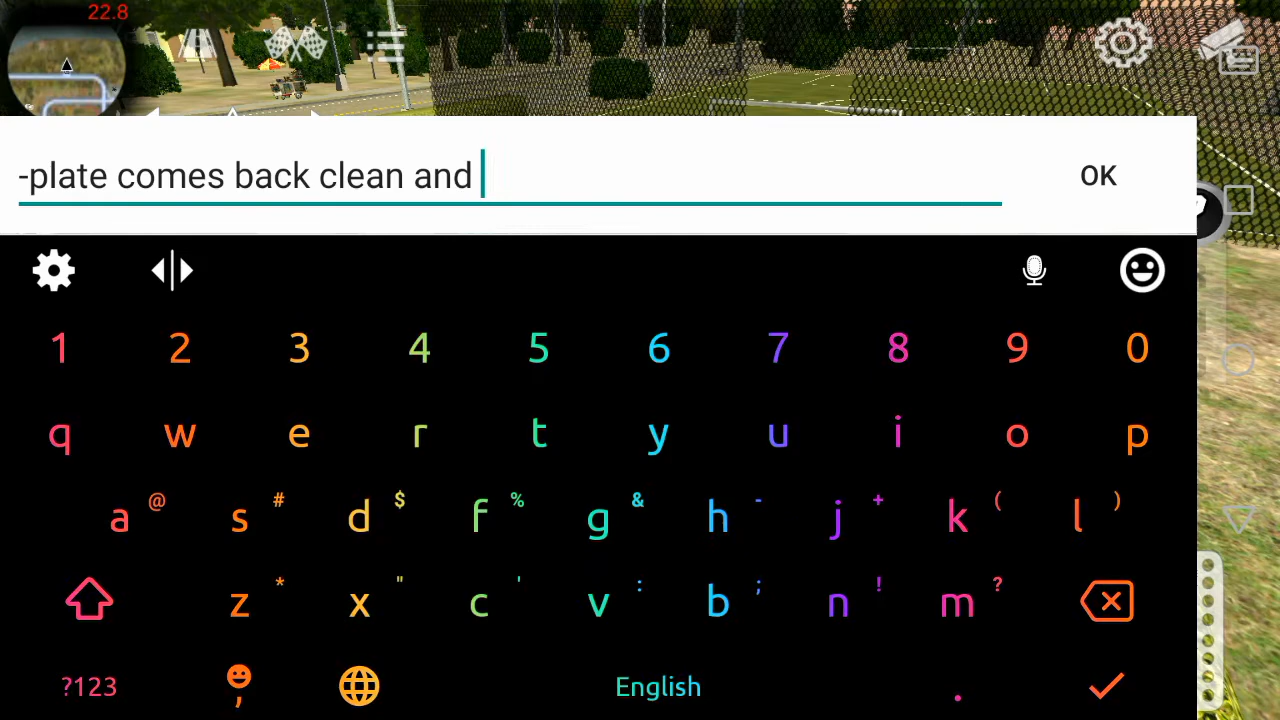 22.8
-plate comes back clean and
OK
1 2 3 4 5 6 7 8 9 0
q w e r t y u i o p
a @ s # d $ f % g & h - j + k ( l )
z * x " c ' v : b ; n ! m ?
?123 , English .